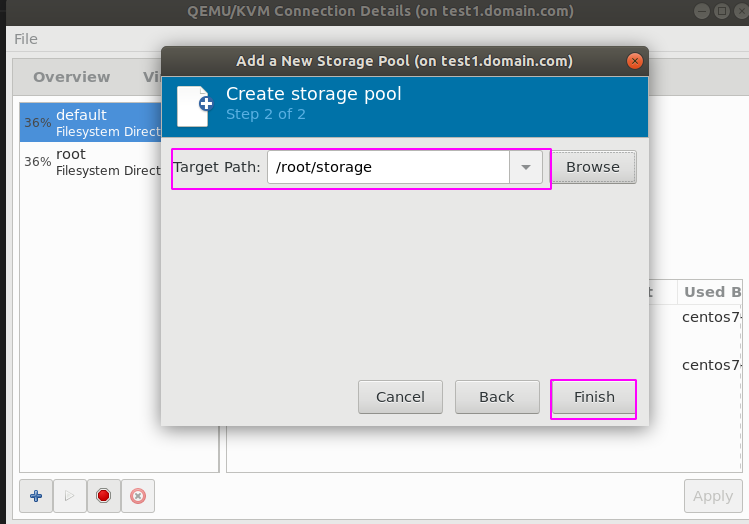 QEMU/KVM Connection Details (on test1.domain.com)
File
Add a New Storage Pool (on test1.domain.com)
Overview
Create storage pool
Step 2 of 2
36% default
Filesystem Direct
36% root
Filesystem Direct
Target Path: /root/storage Browse
Used B
centos7-
centos7-
Cancel Back Finish
Apply